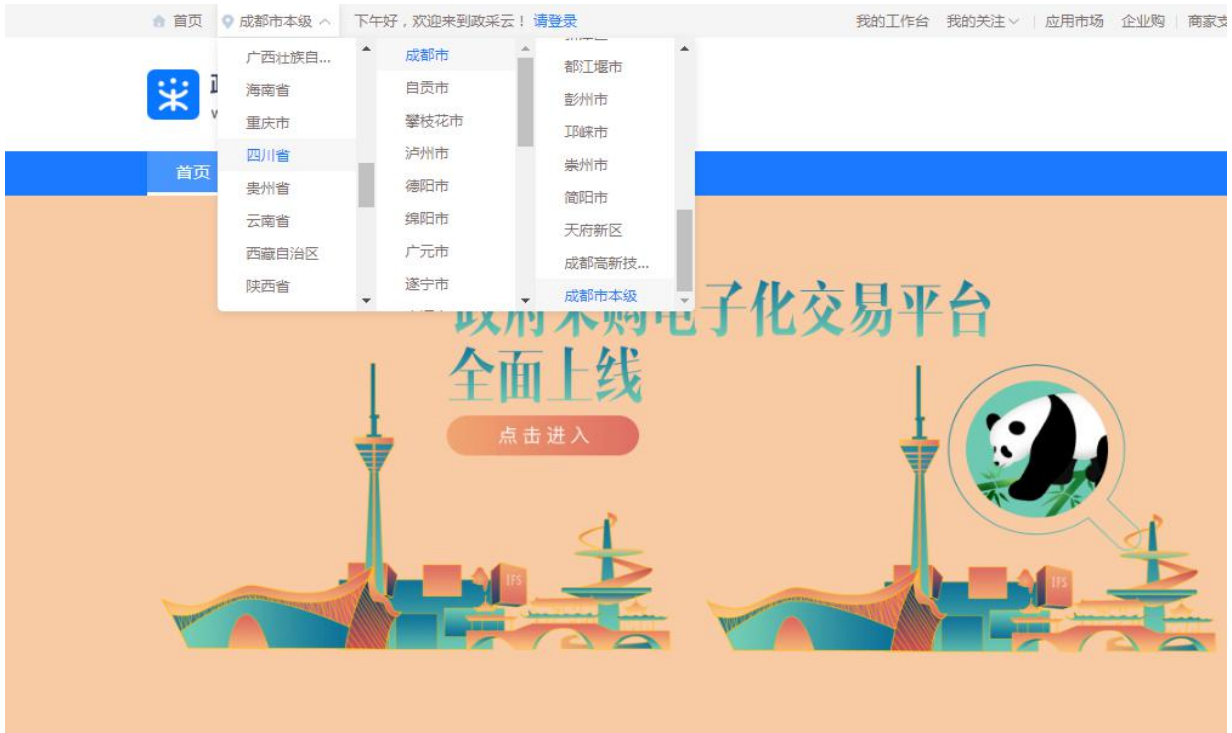 首页 成都市本级 下午好，欢迎来到政采云！请登录 我的工作台 我的关注 应用市场 企业购 商家支
广西壮族自...
海南省
重庆市
四川省
贵州省
云南省
西藏自治区
陕西省
成都市
自贡市
攀枝花市
泸州市
德阳市
绵阳市
广元市
遂宁市
都江堰市
彭州市
邛崃市
崇州市
简阳市
天府新区
成都高新技...
成都市本级
首页
政府采购电子化交易平台
全面上线
点击进入
IFS
IFS